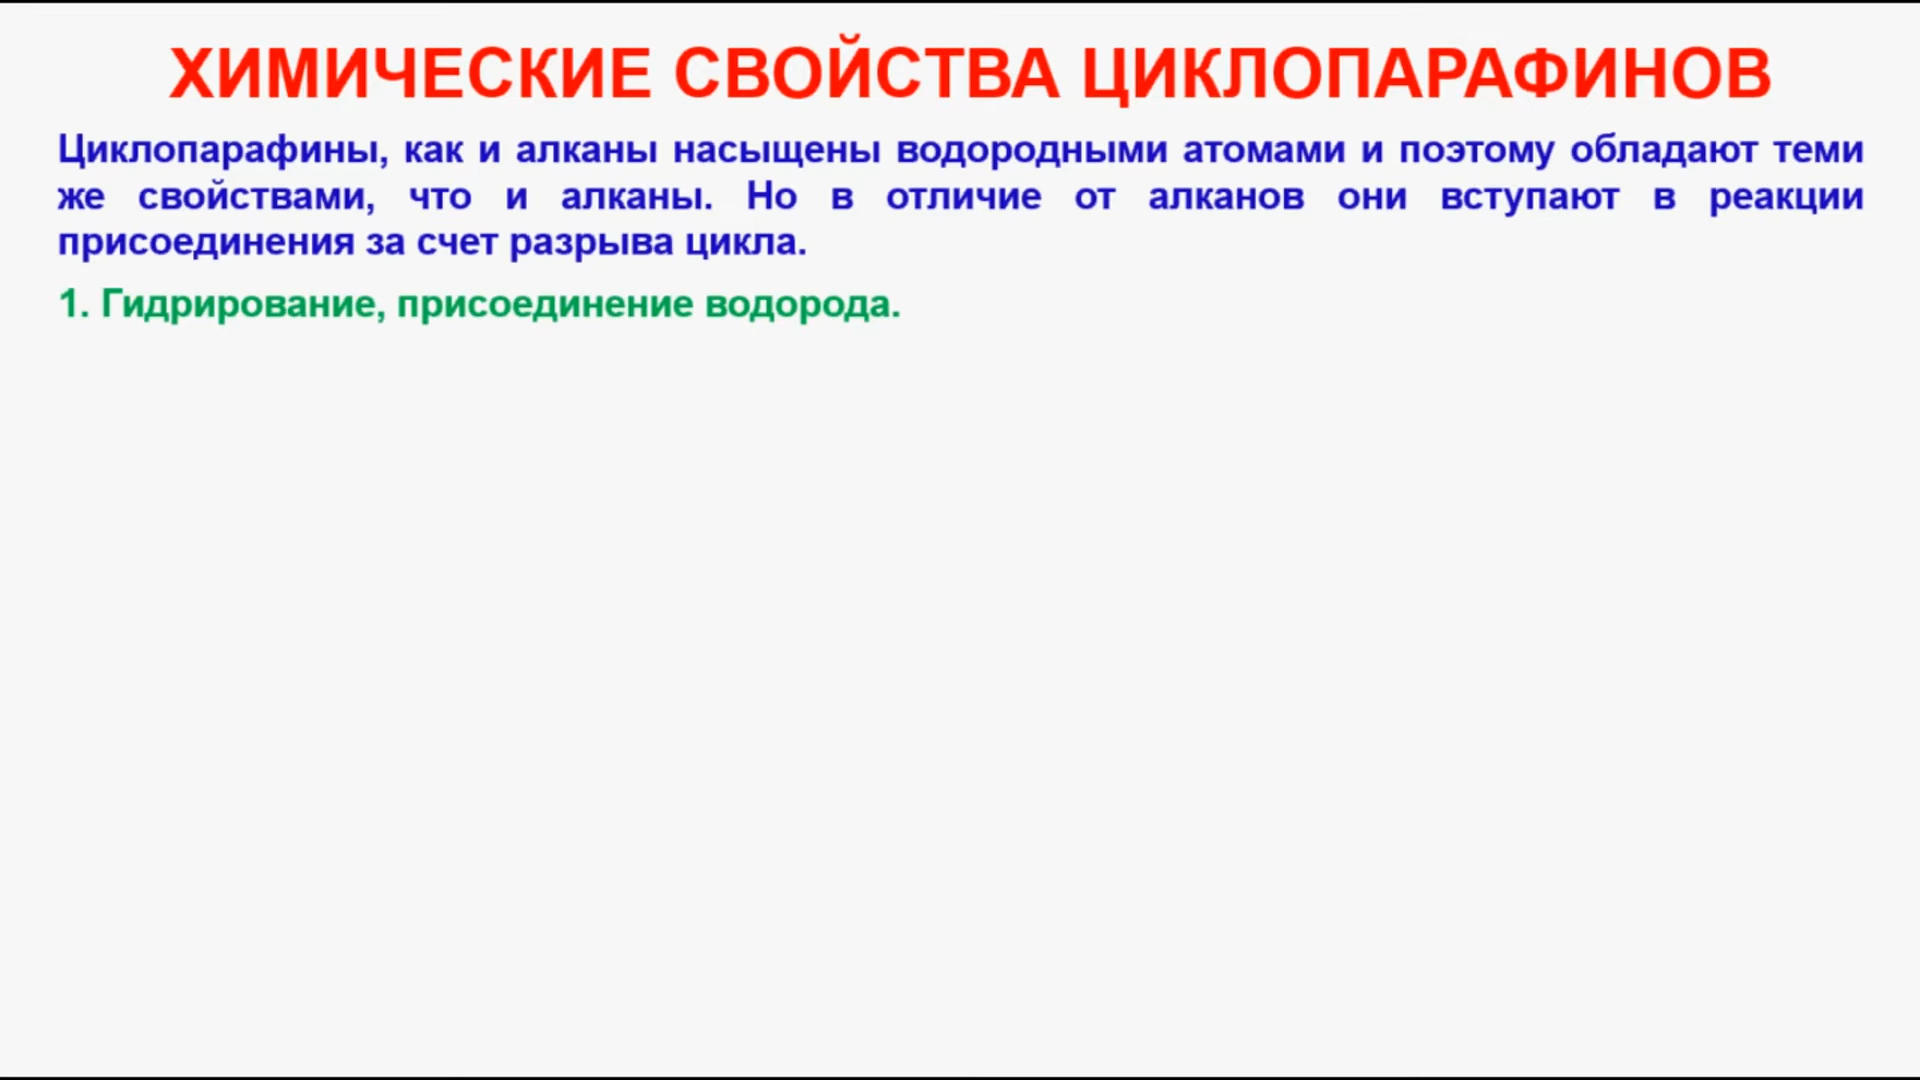 ХИМИЧЕСКИЕ СВОЙСТВА ЦИКЛОПАРАФИНОВ
Циклопарафины, как и алканы насыщены водородными атомами и поэтому обладают теми
же свойствами, что и алканы. Но в отличие от алканов они вступают в реакции
присоединения за счет разрыва цикла.
1. Гидрирование, присоединение водорода.